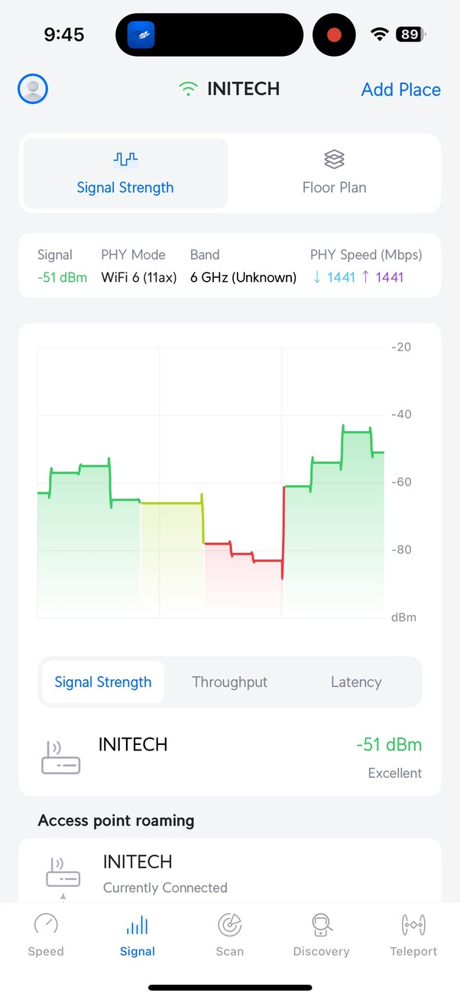 9:45
89
INITECH
Add Place
Signal Strength
Floor Plan
Signal PHY Mode Band PHY Speed (Mbps)
-51 dBm WiFi 6 (11ax) 6 GHz (Unknown) ↓ 1441 ↑ 1441
-20
-40
-60
-80
dBm
Signal Strength Throughput Latency
INITECH -51 dBm
Excellent
Access point roaming
INITECH
Currently Connected
Speed Signal Scan Discovery Teleport